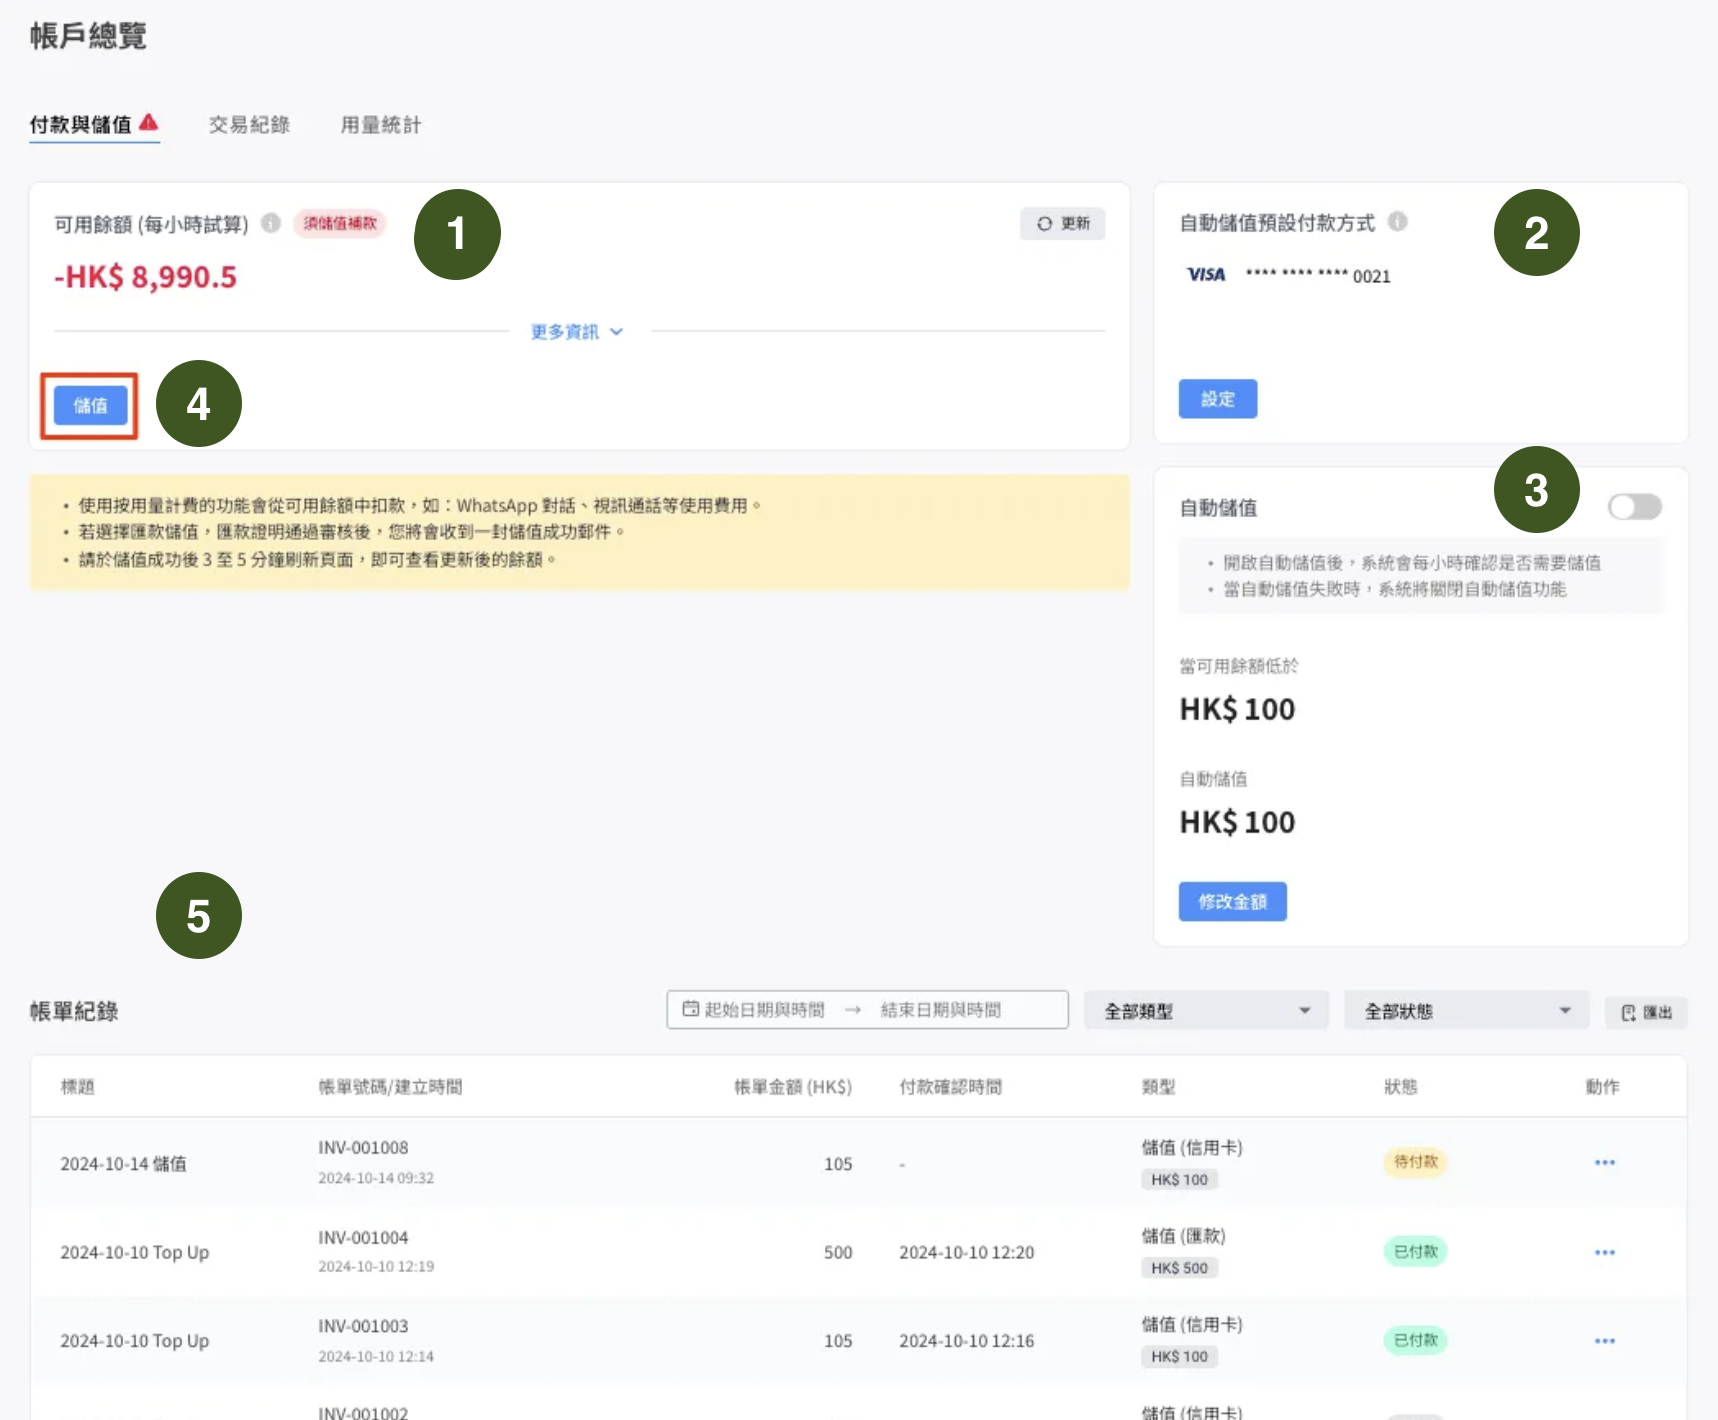 帳戶總覽
付款與儲值 交易紀錄 用量統計
可用餘額 (每小時試算) 須儲值補款 1 更新
-HK$ 8,990.5
更多資訊
儲值 4
自動儲值預設付款方式 2
VISA **** **** **** 0021
設定
使用按用量計費的功能會從可用餘額中扣款，如：WhatsApp 對話、視訊通話等使用費用。
若選擇匯款儲值，匯款證明通過審核後，您將會收到一封儲值成功郵件。
請於儲值成功後 3 至 5 分鐘刷新頁面，即可查看更新後的餘額。
自動儲值 3
開啟自動儲值後，系統會每小時確認是否需要儲值
當自動儲值失敗時，系統將關閉自動儲值功能
當可用餘額低於
HK$ 100
自動儲值
HK$ 100
修改金額
5
帳單紀錄 起始日期與時間 → 結束日期與時間 全部類型 全部狀態 匯出
標題 帳單號碼/建立時間 帳單金額 (HK$) 付款確認時間 類型 狀態 動作
2024-10-14 儲值 INV-001008 105 - 儲值 (信用卡) 待付款
2024-10-14 09:32 HK$ 100
2024-10-10 Top Up INV-001004 500 2024-10-10 12:20 儲值 (匯款) 已付款
2024-10-10 12:19 HK$ 500
2024-10-10 Top Up INV-001003 105 2024-10-10 12:16 儲值 (信用卡) 已付款
2024-10-10 12:14 HK$ 100
INV-001002 儲值 (信用卡)